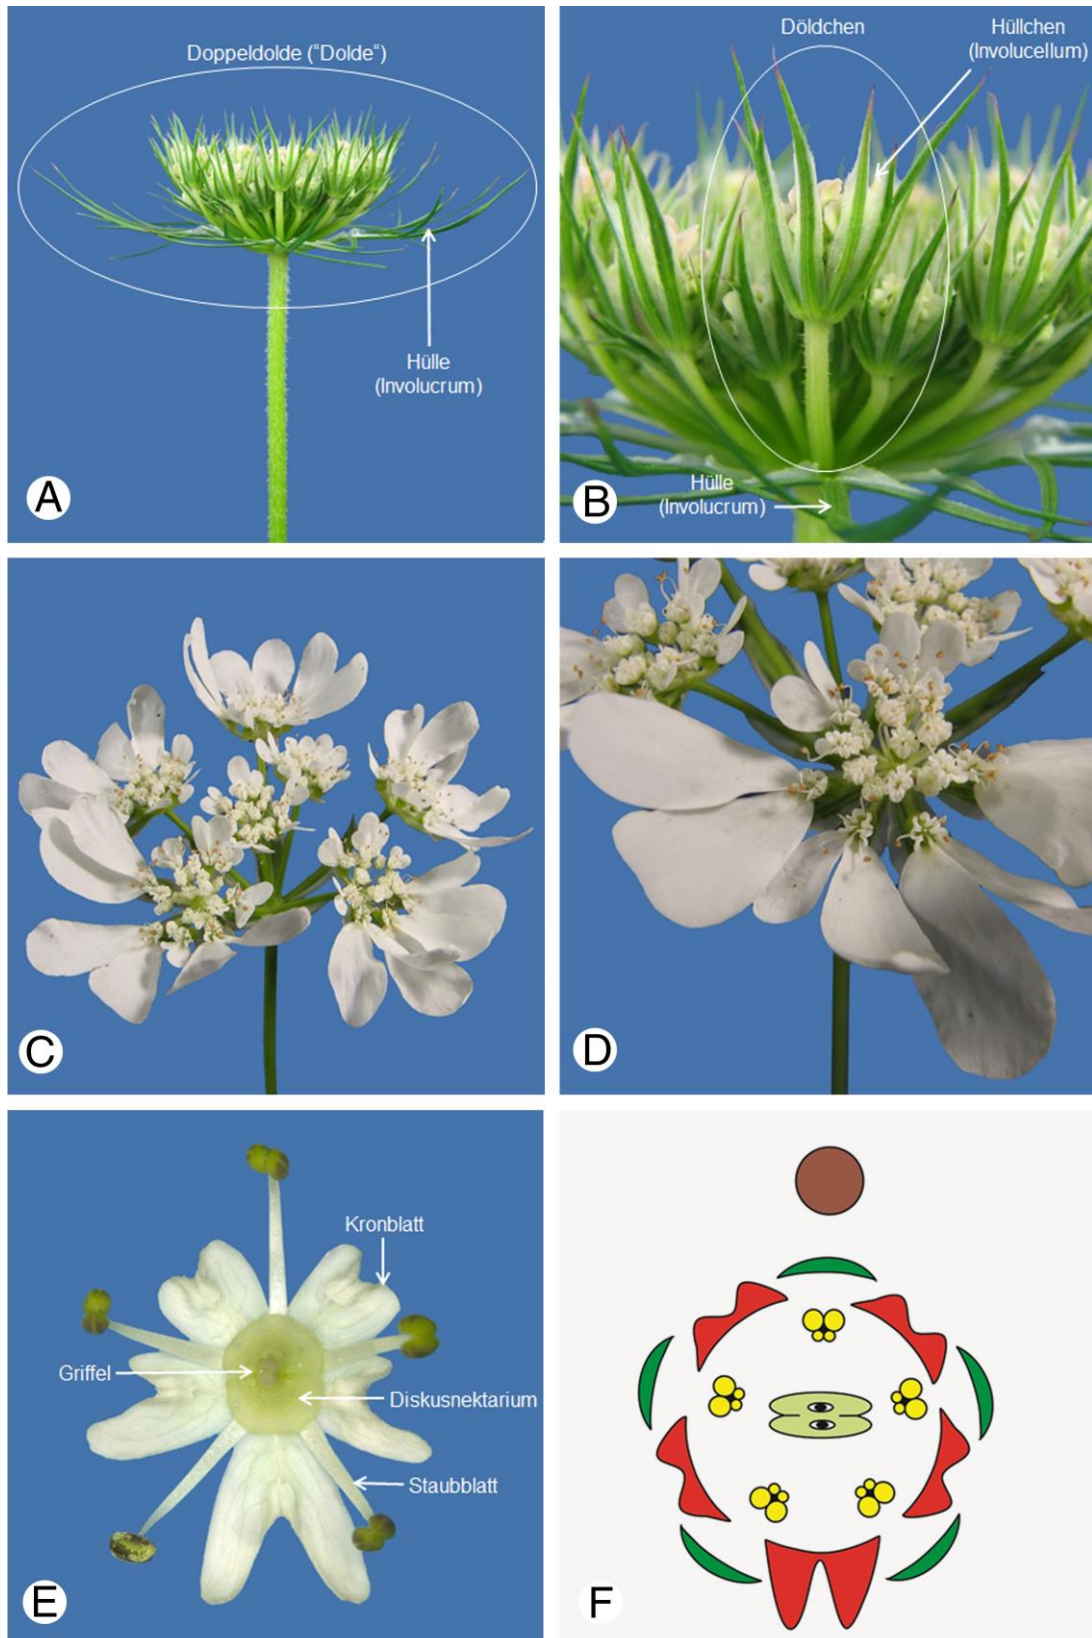 Doppeldolde (“Dolde“)
Hülle
(Involucrum)
A
Döldchen
Hüllchen
(Involucellum)
Hülle
(Involucrum)
B
C
D
Kronblatt
Griffel
Diskusnektarium
Staubblatt
E
F